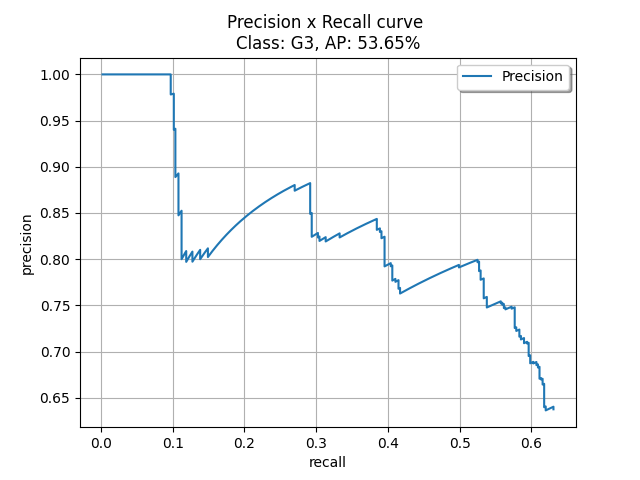 Precision x Recall curve
Class: G3, AP: 53.65%
Precision
1.00
0.95
0.90
0.85
0.80
0.75
0.70
0.65
precision
0.0 0.1 0.2 0.3 0.4 0.5 0.6
recall